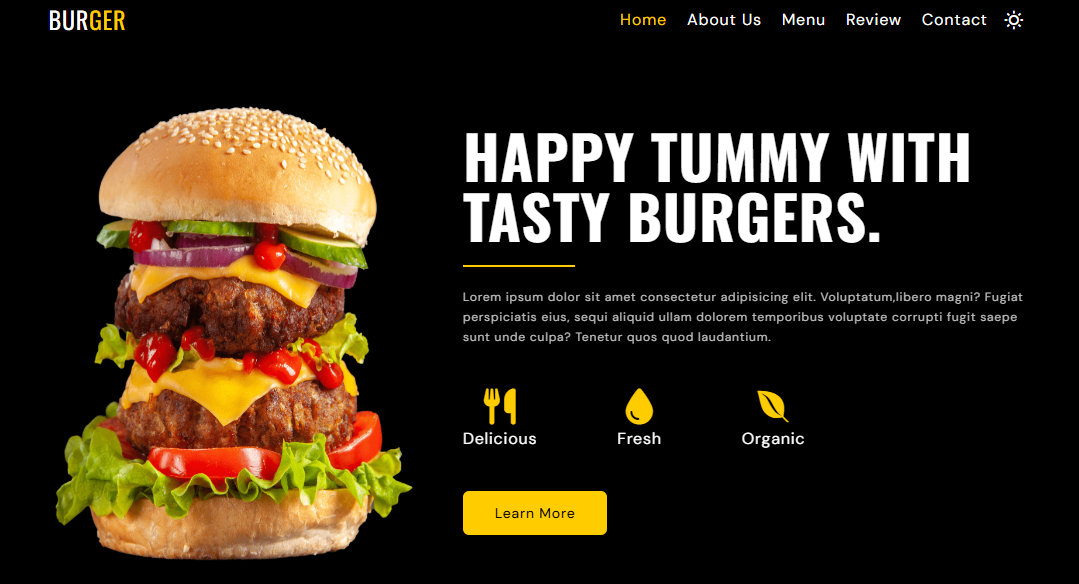 BURGER
Home About Us Menu Review Contact
HAPPY TUMMY WITH
TASTY BURGERS.
Lorem ipsum dolor sit amet consectetur adipisicing elit. Voluptatum,libero magni? Fugiat
perspiciatis eius, sequi aliquid ullam dolorem temporibus voluptate corrupti fugit saepe
sunt unde culpa? Tenetur quos quod laudantium.
Delicious Fresh Organic
Learn More